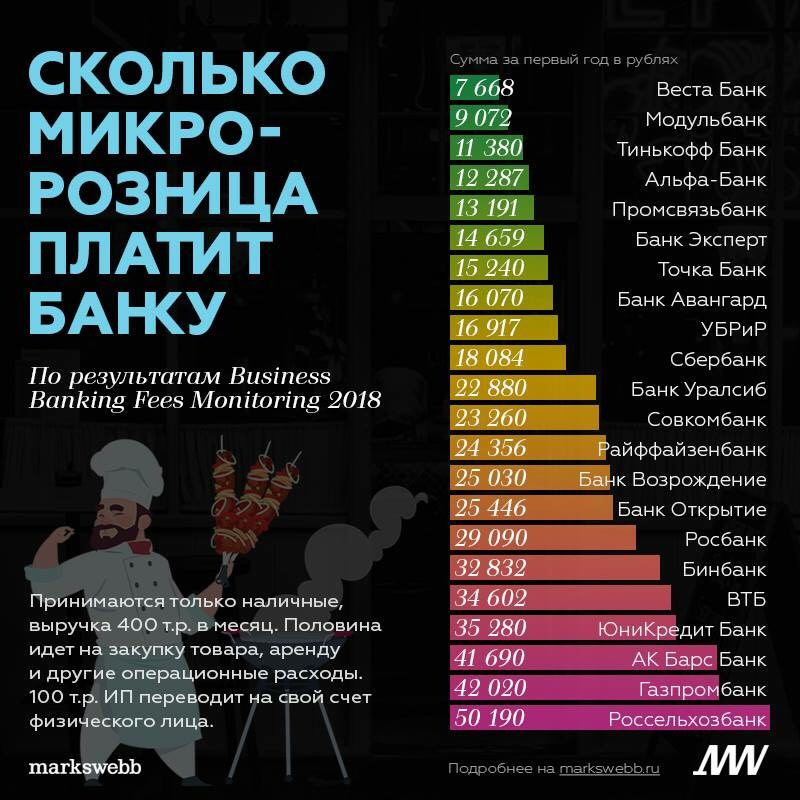 СКОЛЬКО
МИКРО-
РОЗНИЦА
ПЛАТИТ
БАНКУ
По результатам Business
Banking Fees Monitoring 2018
Принимаются только наличные,
выручка 400 т.р. в месяц. Половина
идет на закупку товара, аренду
и другие операционные расходы.
100 т.р. ИП переводит на свой счет
физического лица.
markswebb
Сумма за первый год в рублях
7 668 Веста Банк
9 072 Модульбанк
11 380 Тинькофф Банк
12 287 Альфа-Банк
13 191 Промсвязьбанк
14 659 Банк Эксперт
15 240 Точка Банк
16 070 Банк Авангард
16 917 УБРиР
18 084 Сбербанк
22 880 Банк Уралсиб
23 260 Совкомбанк
24 356 Райффайзенбанк
25 030 Банк Возрождение
25 446 Банк Открытие
29 090 Росбанк
32 832 Бинбанк
34 602 ВТБ
35 280 ЮниКредит Банк
41 690 АК Барс Банк
42 020 Газпромбанк
50 190 Россельхозбанк
Подробнее на markswebb.ru
MW